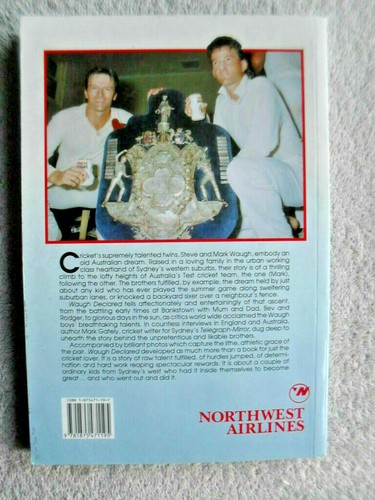 Cricket's supremely talented twins, Steve and Mark Waugh, embody an
old Australian dream. Raised in a loving family in the urban working
class heartland of Sydney's western suburbs, their story is of a thrilling
climb to the lofty heights of Australia's Test cricket team, the one (Mark),
following the other. The brothers fulfilled, by example, the dream held by just
about any kid who has ever played the summer game along sweltering
suburban lanes, or knocked a backyard sixer over a neighbour's fence.
Waugh Declared tells affectionately and entertainingly of that ascent,
from the battling early times at Bankstown with Mum and Dad, Bev and
Rodger, to glorious days in the sun, as critics world wide acclaimed the Waugh
boys' breathtaking talents. In countless interviews in England and Australia,
author, Mark Gately, cricket writer for Sydney's Telegraph-Mirror, dug deep to
unearth the story behind the unpretentious and likable brothers.
Accompanied by brilliant photos which capture the lithe, athletic grace of
the pair, Waugh Declared developed as much more than a book for just the
cricket lover. It is a story of raw talent fulfilled, of hurdles jumped, of determi-
nation and hard work reaping spectacular rewards. It is about a couple of
ordinary kids from Sydney's west who had it inside themselves to become
great . . . and who went out and did it.
NORTHWEST
AIRLINES